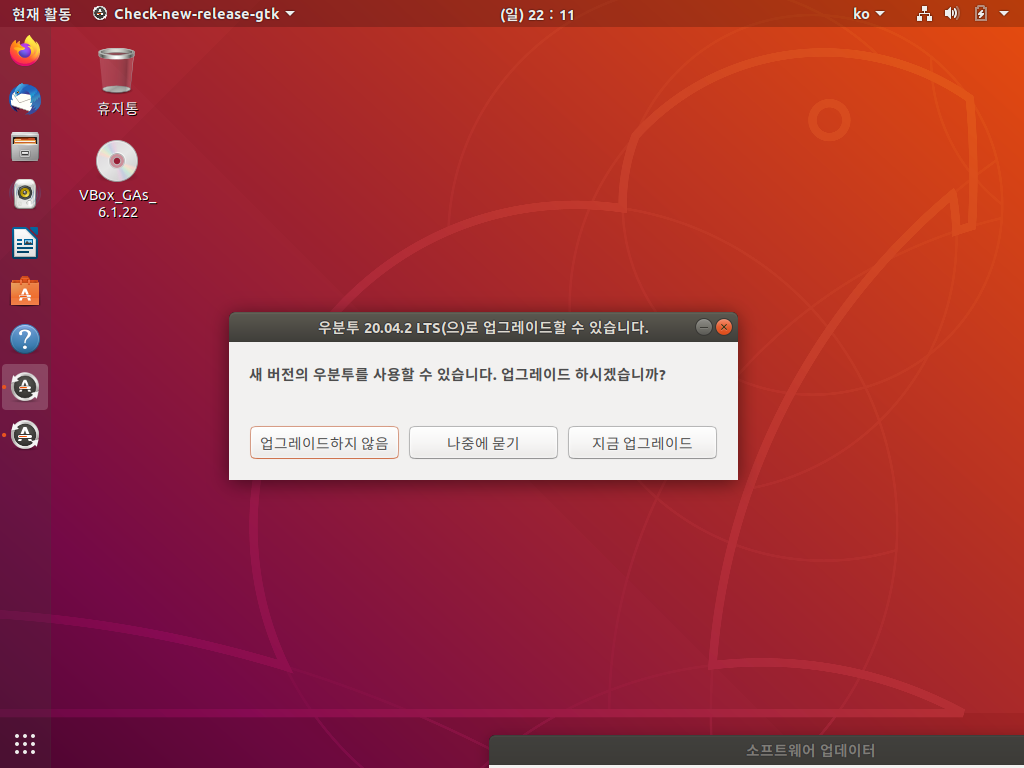 현재 활동
Check-new-release-gtk
(일) 22 : 11
ko
휴지통
VBox_GAs_
6.1.22
우분투 20.04.2 LTS(으)로 업그레이드할 수 있습니다.
새 버전의 우분투를 사용할 수 있습니다. 업그레이드 하시겠습니까?
업그레이드하지 않음
나중에 묻기
지금 업그레이드
소프트웨어 업데이터